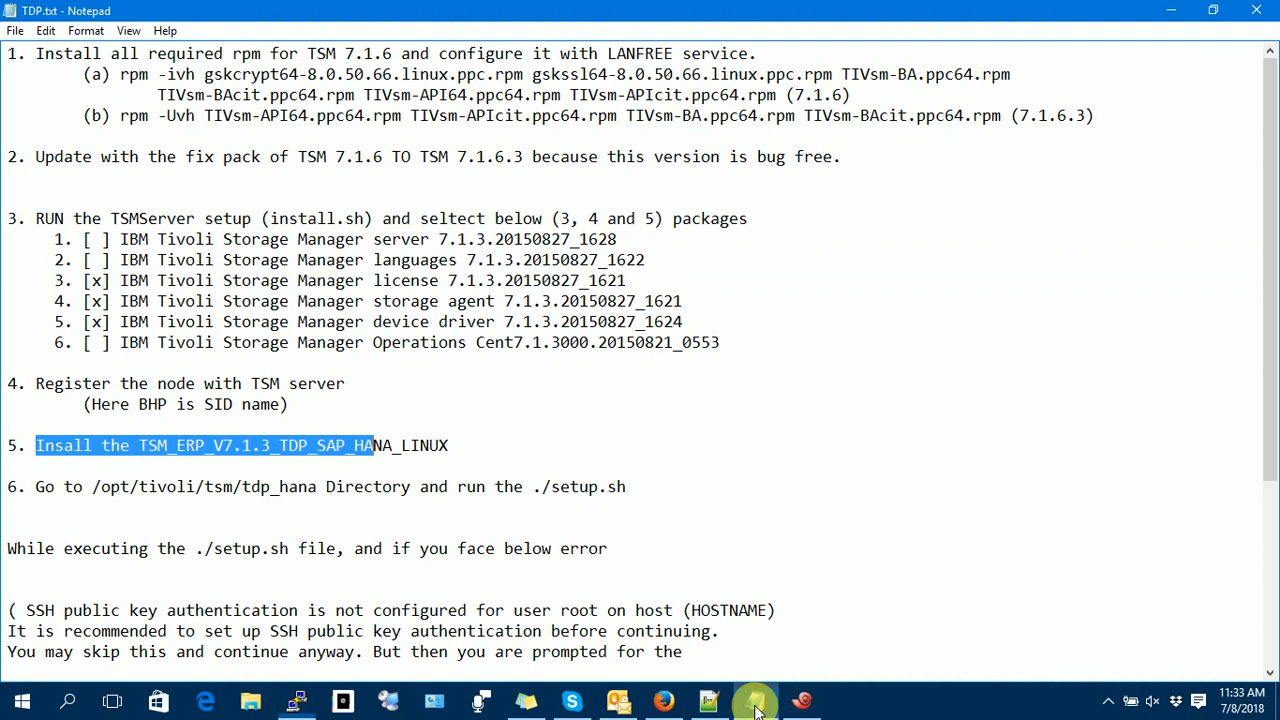 TDP.txt - Notepad
File Edit Format View Help
1. Install all required rpm for TSM 7.1.6 and configure it with LANFREE service.
(a) rpm -ivh gskcrypt64-8.0.50.66.linux.ppc.rpm gskssl64-8.0.50.66.linux.ppc.rpm TIVsm-BA.ppc64.rpm
TIVsm-BAcit.ppc64.rpm TIVsm-API64.ppc64.rpm TIVsm-APIcit.ppc64.rpm (7.1.6)
(b) rpm -Uvh TIVsm-API64.ppc64.rpm TIVsm-APIcit.ppc64.rpm TIVsm-BA.ppc64.rpm TIVsm-BAcit.ppc64.rpm (7.1.6.3)
2. Update with the fix pack of TSM 7.1.6 TO TSM 7.1.6.3 because this version is bug free.
3. RUN the TSMServer setup (install.sh) and seltect below (3, 4 and 5) packages
1. [ ] IBM Tivoli Storage Manager server 7.1.3.20150827_1628
2. [ ] IBM Tivoli Storage Manager languages 7.1.3.20150827_1622
3. [x] IBM Tivoli Storage Manager license 7.1.3.20150827_1621
4. [x] IBM Tivoli Storage Manager storage agent 7.1.3.20150827_1621
5. [x] IBM Tivoli Storage Manager device driver 7.1.3.20150827_1624
6. [ ] IBM Tivoli Storage Manager Operations Cent7.1.3000.20150821_0553
4. Register the node with TSM server
(Here BHP is SID name)
5. Insall the TSM_ERP_V7.1.3_TDP_SAP_HANA_LINUX
6. Go to /opt/tivoli/tsm/tdp_hana Directory and run the ./setup.sh
While executing the ./setup.sh file, and if you face below error
( SSH public key authentication is not configured for user root on host (HOSTNAME)
It is recommended to set up SSH public key authentication before continuing.
You may skip this and continue anyway. But then you are prompted for the
11:33 AM
7/8/2018